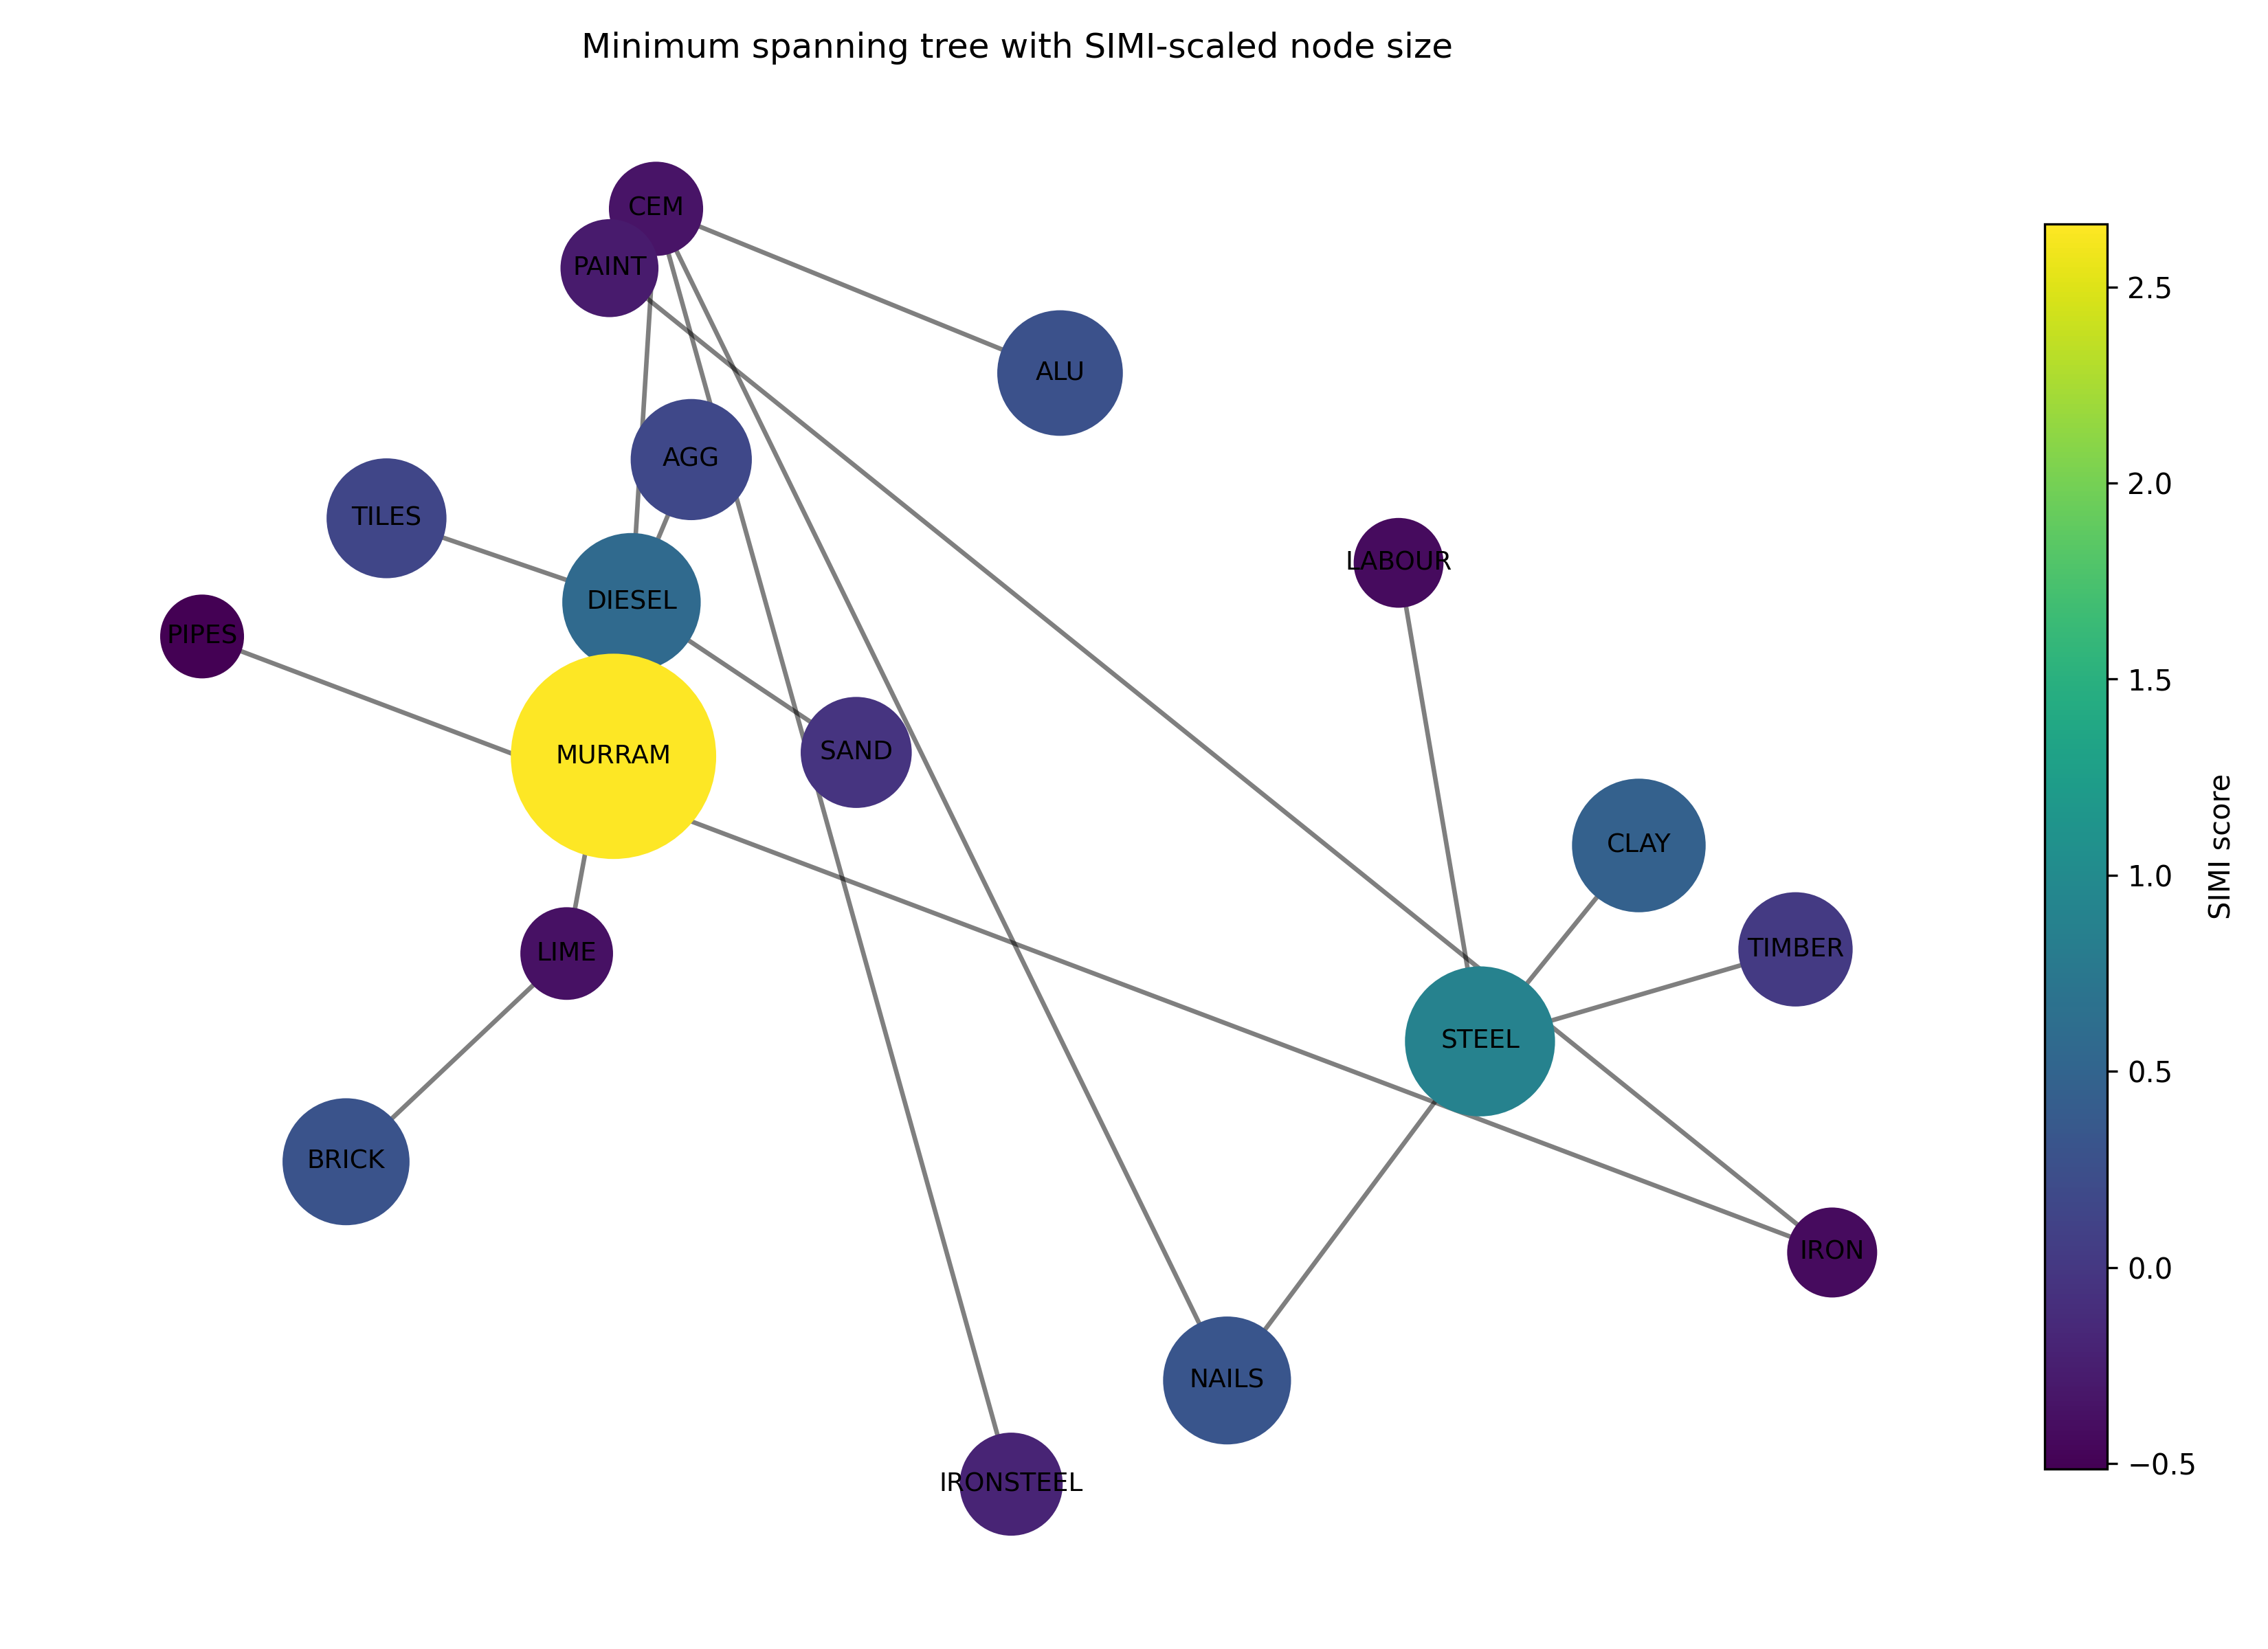 Minimum spanning tree with SIMI-scaled node size
CEM
PAINT
ALU
AGG
TILES
LABOUR
DIESEL
PIPES
MURRAM
SAND
CLAY
TIMBER
LIME
STEEL
BRICK
IRON
NAILS
IRONSTEEL
2.5
2.0
1.5
1.0
0.5
0.0
−0.5
SIMI score